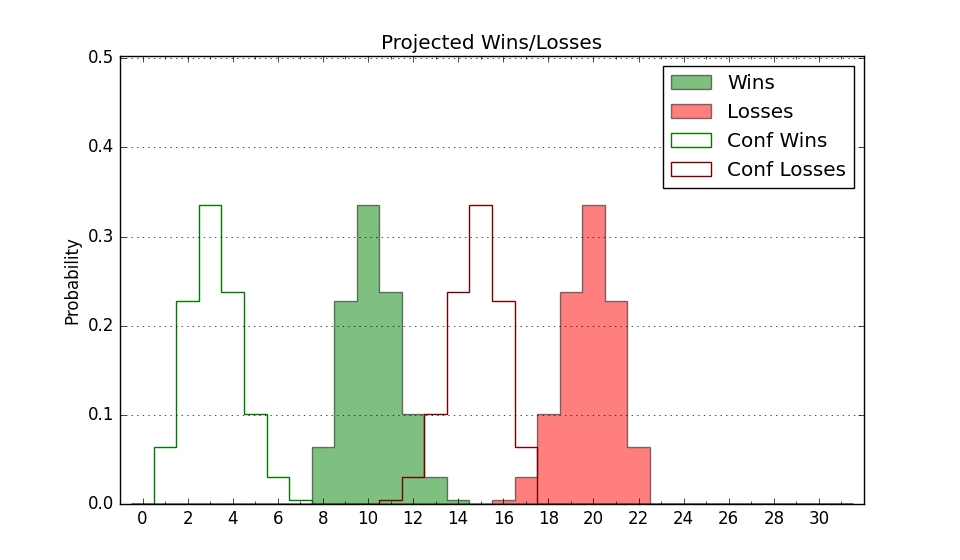 Projected Wins/Losses
0.5
0.4
0.3
0.2
0.1
0.0
Probability
Wins
Losses
Conf Wins
Conf Losses
0 2 4 6 8 10 12 14 16 18 20 22 24 26 28 30